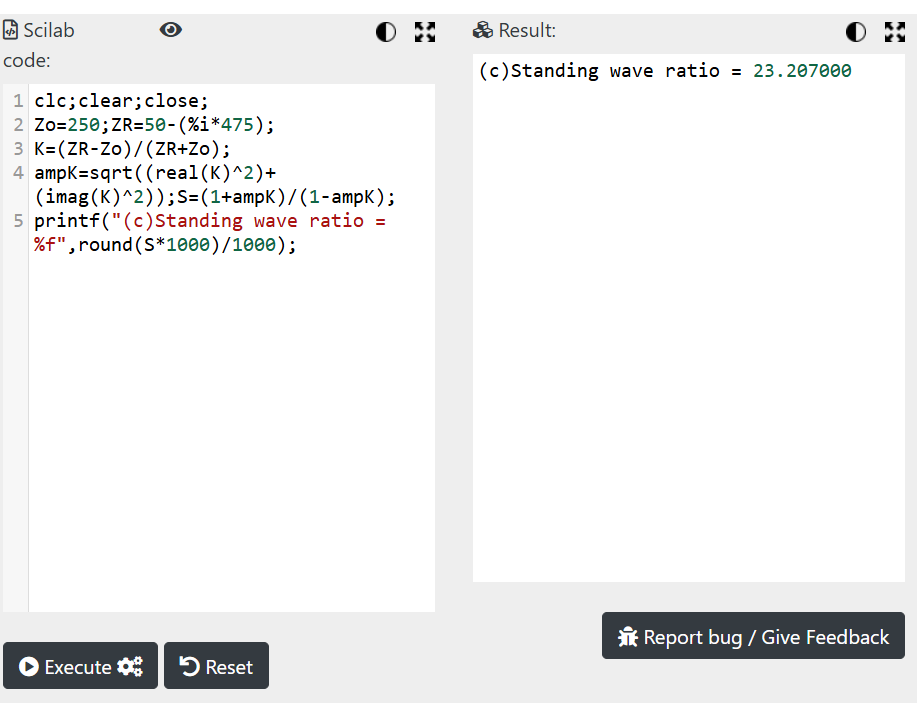 Scilab
code:
1 clc;clear;close;
2 Zo=250;ZR=50-(%i*475);
3 K=(ZR-Zo)/(ZR+Zo);
4 ampK=sqrt((real(K)^2)+
(imag(K)^2));S=(1+ampK)/(1-ampK);
5 printf("(c)Standing wave ratio =
%f",round(S*1000)/1000);
Execute
Reset
Result:
(c)Standing wave ratio = 23.207000
Report bug / Give Feedback